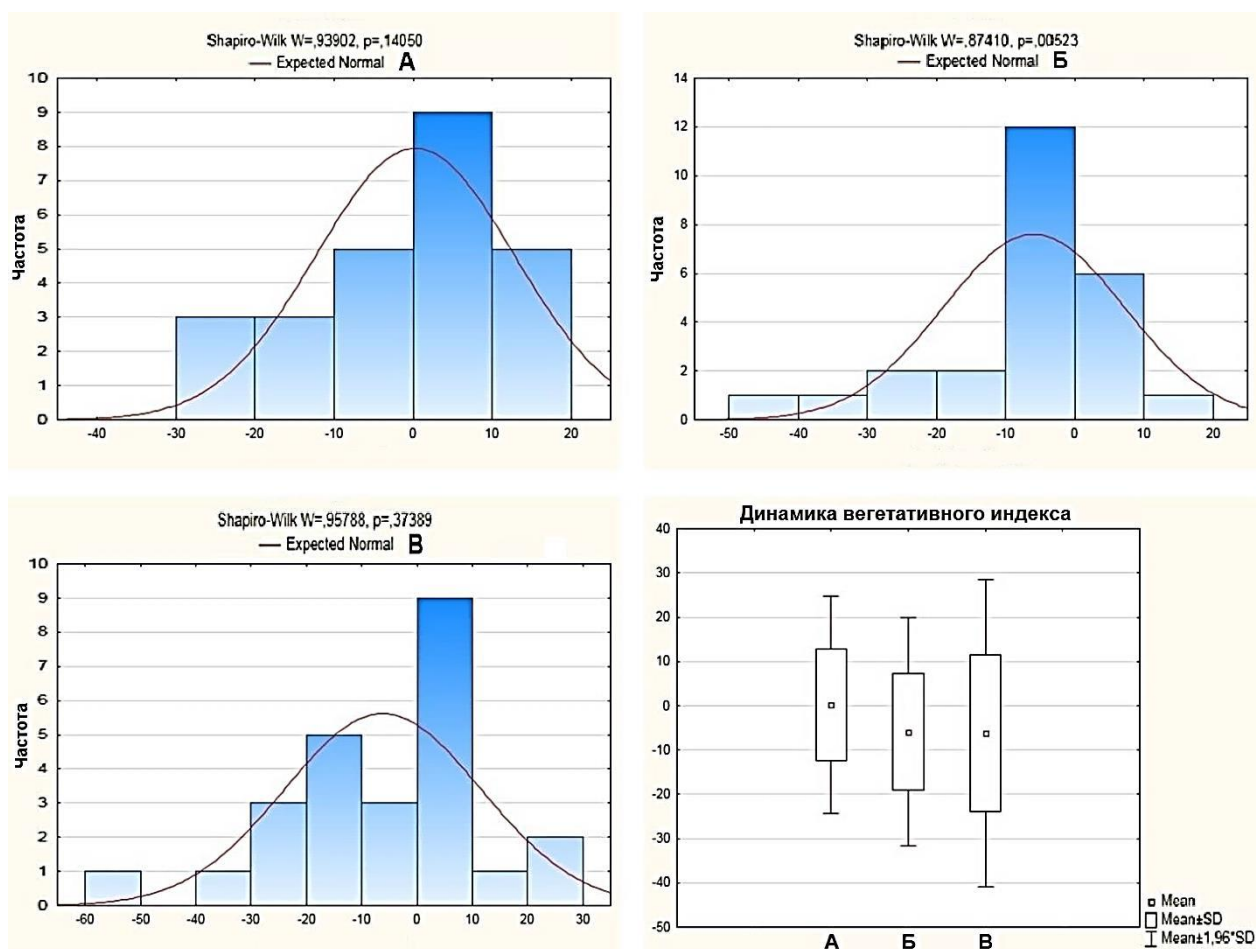 Shapiro-Wilk W=,93902, p=,14050
— Expected Normal А
10
9
8
7
6
5
4
3
2
1
0
Частота
-40 -30 -20 -10 0 10 20
Shapiro-Wilk W=,87410, p=,00523
— Expected Normal Б
14
12
10
8
6
4
2
0
Частота
-50 -40 -30 -20 -10 0 10 20
Shapiro-Wilk W=,95788, p=,37389
— Expected Normal В
10
9
8
7
6
5
4
3
2
1
0
Частота
-60 -50 -40 -30 -20 -10 0 10 20 30
Динамика вегетативного индекса
40
30
20
10
0
-10
-20
-30
-40
-50
А Б В
Mean
Mean±SD
Mean±1,96*SD